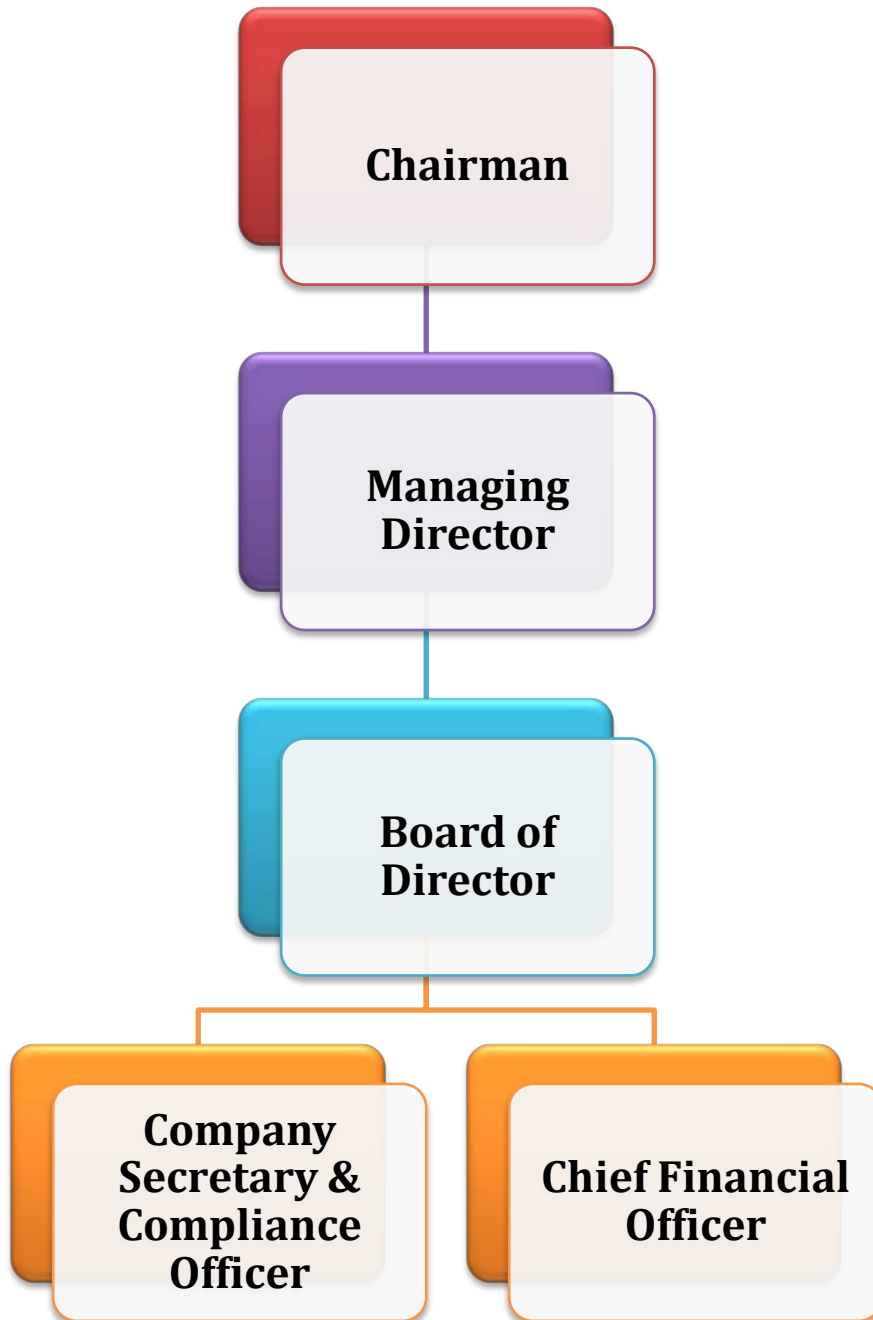 Chairman
Managing
Director
Board of
Director
Company
Secretary &
Compliance
Officer
Chief Financial
Officer